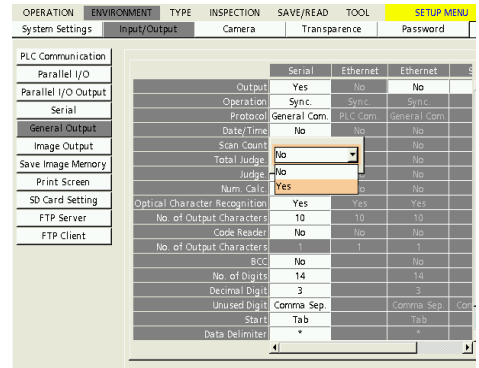 OPERATION ENVIRONMENT TYPE INSPECTION SAVE/READ TOOL SETUP MENU
System Settings Input/Output Camera Transparence Password
PLC Communication
Parallel I/O
Parallel I/O Output
Serial
General Output
Image Output
Save Image Memory
Print Screen
SD Card Setting
FTP Server
FTP Client
Serial Ethernet Ethernet S
Output Yes No No
Operation Sync. Sync. Sync.
Protocol General Com. PLC Com. General Com.
Date/Time No No No
Scan Count No
Total Judge. No No
Judge. No No
Num. Calc. Yes No
Optical Character Recognition Yes Yes Yes
No. of Output Characters 10 10 10
Code Reader No No No
No. of Output Characters 1 1 1
BCC No No
No. of Digits 14 14
Decimal Digit 3 3
Unused Digit Comma Sep. Comma Sep. Con
Start Tab Tab
Data Delimiter * *